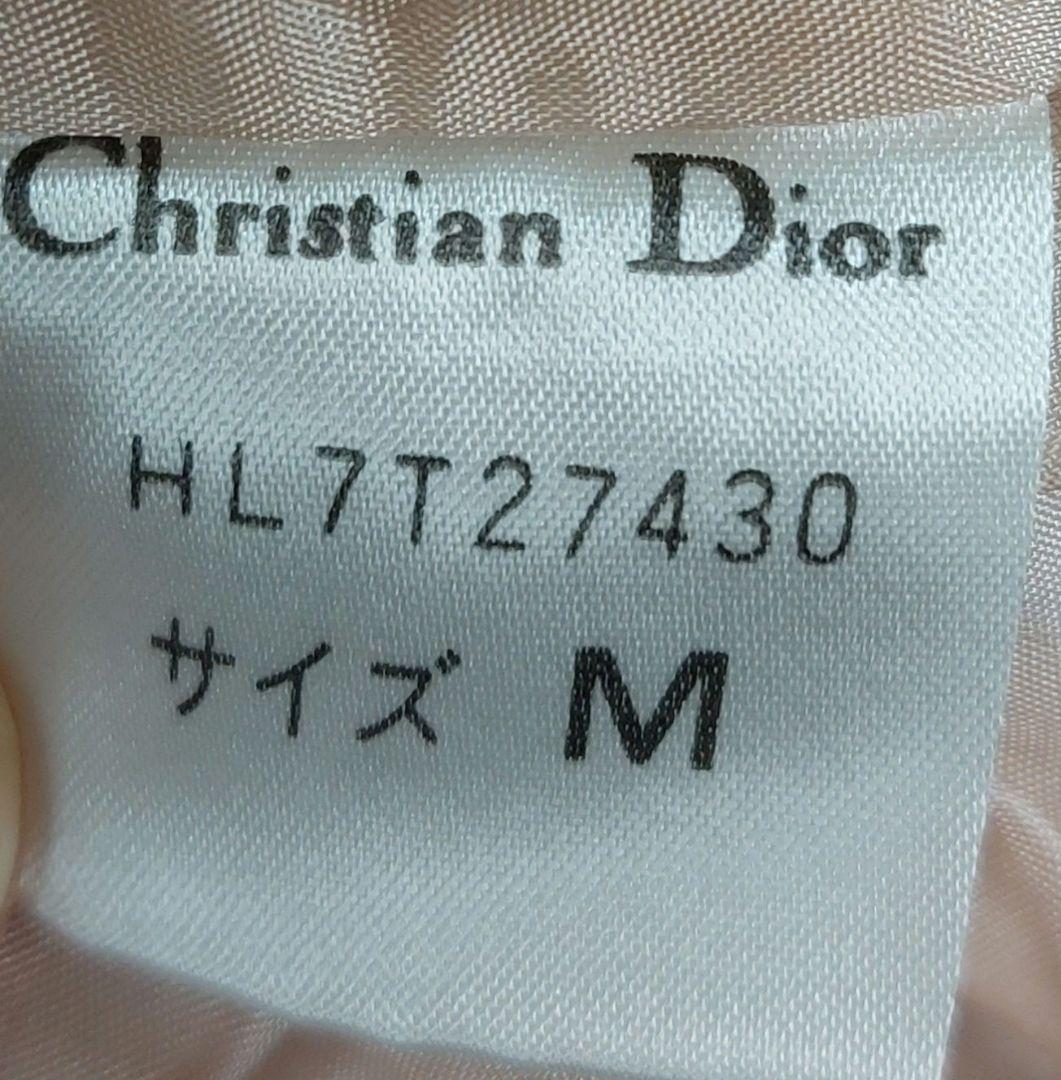 Christian Dior
HL7T27430
サイズ M